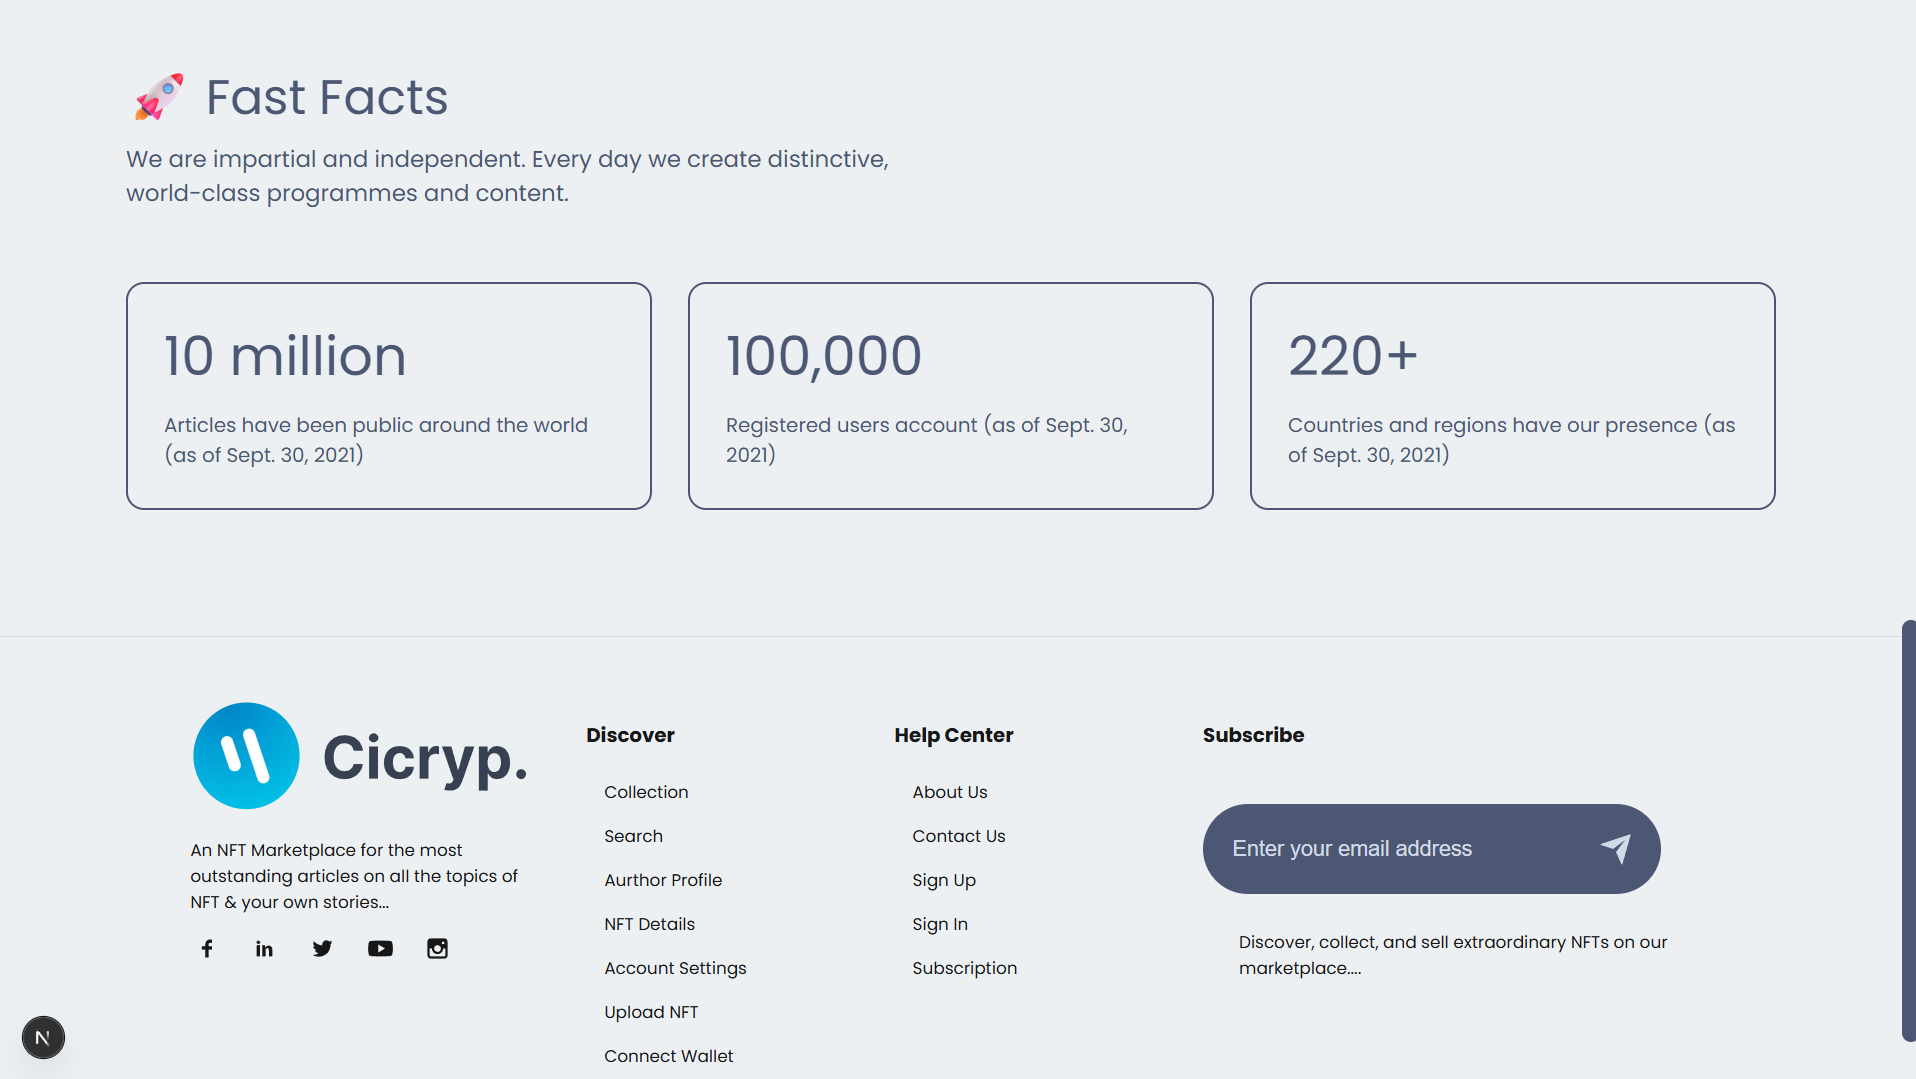 Fast Facts
We are impartial and independent. Every day we create distinctive,
world-class programmes and content.
10 million
Articles have been public around the world
(as of Sept. 30, 2021)
100,000
Registered users account (as of Sept. 30,
2021)
220+
Countries and regions have our presence (as
of Sept. 30, 2021)
Cicryp.
An NFT Marketplace for the most
outstanding articles on all the topics of
NFT & your own stories...
Discover
Collection
Search
Aurthor Profile
NFT Details
Account Settings
Upload NFT
Connect Wallet
Help Center
About Us
Contact Us
Sign Up
Sign In
Subscription
Subscribe
Enter your email address
Discover, collect, and sell extraordinary NFTs on our
marketplace....
N